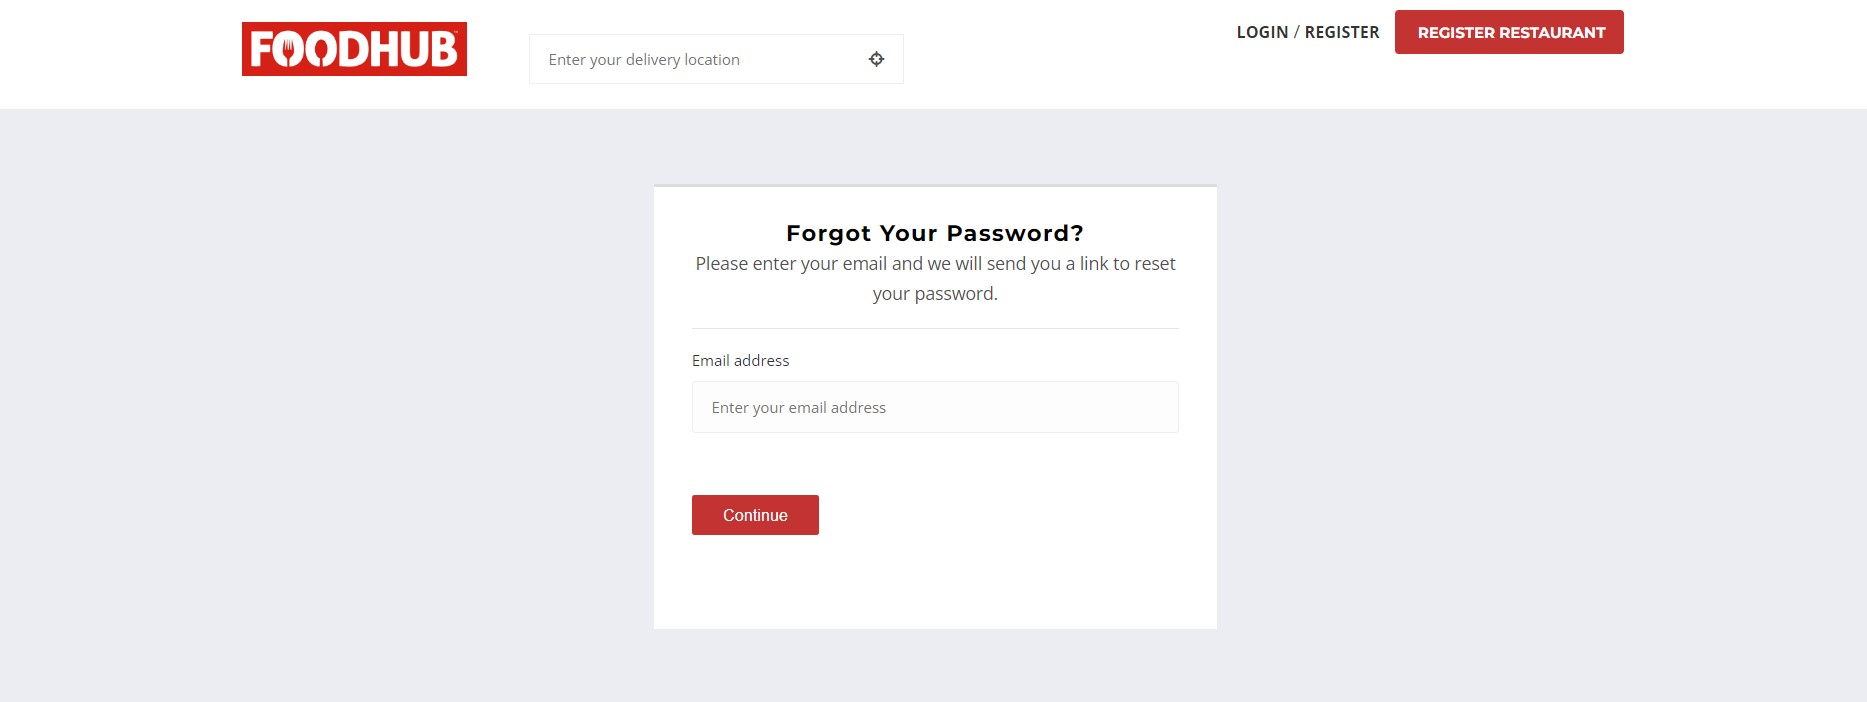 FOODHUB
Enter your delivery location
LOGIN / REGISTER
REGISTER RESTAURANT
Forgot Your Password?
Please enter your email and we will send you a link to reset
your password.
Email address
Enter your email address
Continue